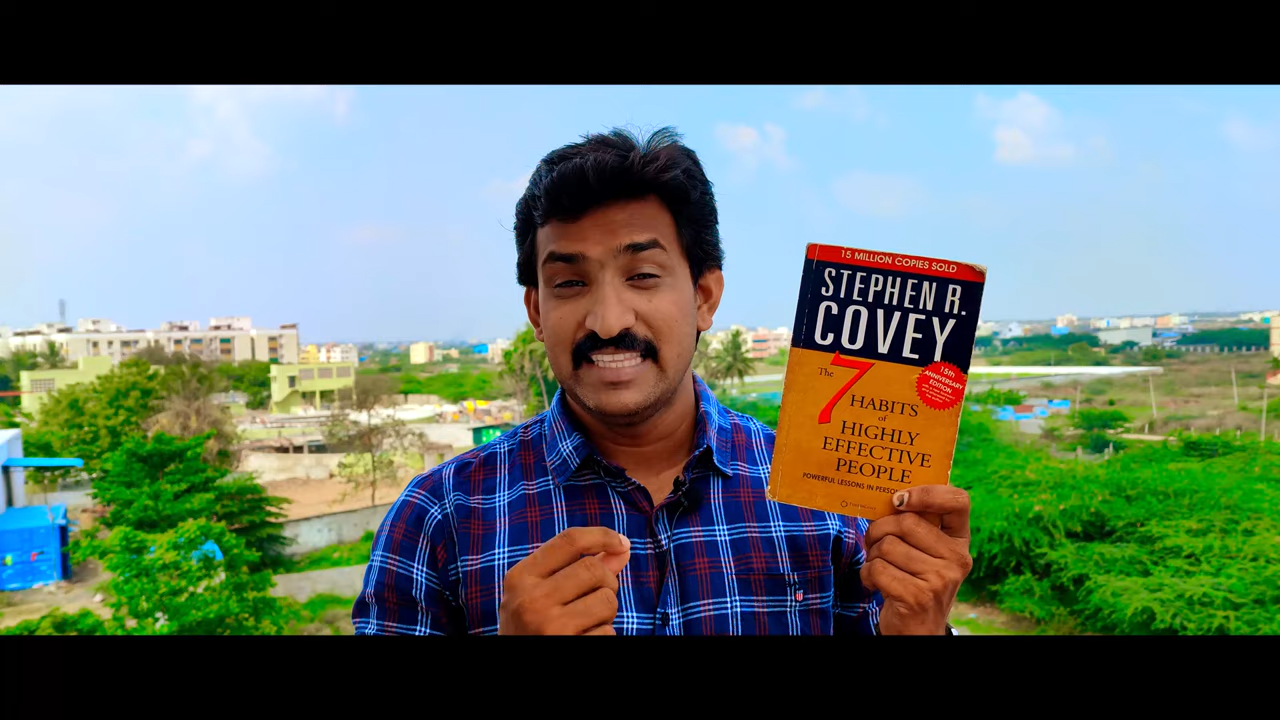 15 MILLION COPIES SOLD
STEPHEN R.
COVEY
The 7
HABITS
of
HIGHLY
EFFECTIVE
PEOPLE
15th
ANNIVERSARY
EDITION
POWERFUL LESSONS IN